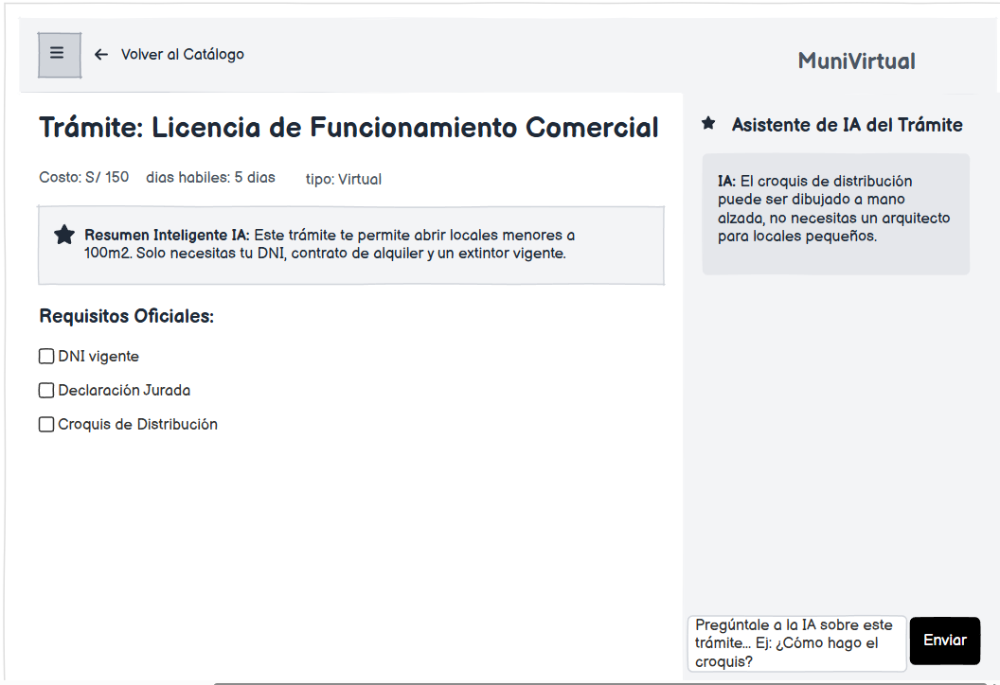 Volver al Catálogo
MuniVirtual
Trámite: Licencia de Funcionamiento Comercial
Costo: S/ 150 dias habiles: 5 dias tipo: Virtual
Resumen Inteligente IA: Este trámite te permite abrir locales menores a
100m2. Solo necesitas tu DNI, contrato de alquiler y un extintor vigente.
Requisitos Oficiales:
DNI vigente
Declaración Jurada
Croquis de Distribución
Asistente de IA del Trámite
IA: El croquis de distribución
puede ser dibujado a mano
alzada, no necesitas un arquitecto
para locales pequeños.
Pregúntale a la IA sobre este
trámite... Ej: ¿Cómo hago el
croquis?
Enviar